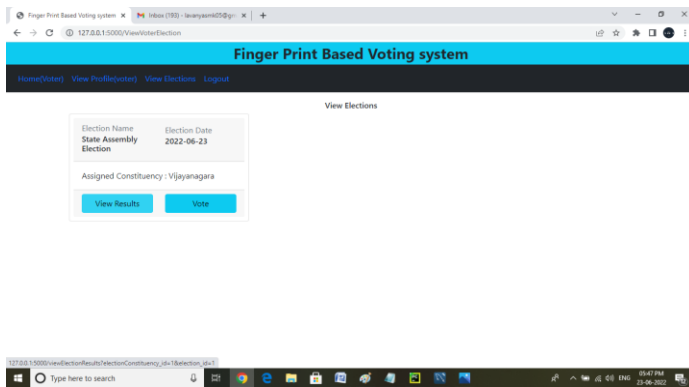 Finger Print Based Voting system
Inbox (183) - lavanyasmk05@gm
127.0.0.1:5000/ViewVoterElection
Finger Print Based Voting system
Home(Voter) View Profile(voter) View Elections Logout
View Elections
Election Name Election Date
State Assembly Election 2022-06-23
Assigned Constituency : Vijayanagara
View Results Vote
127.0.0.1:5000/viewElectionResults?electionConstituency_id=1&election_id=1
Type here to search
ENG
05:47 PM
23-06-2022